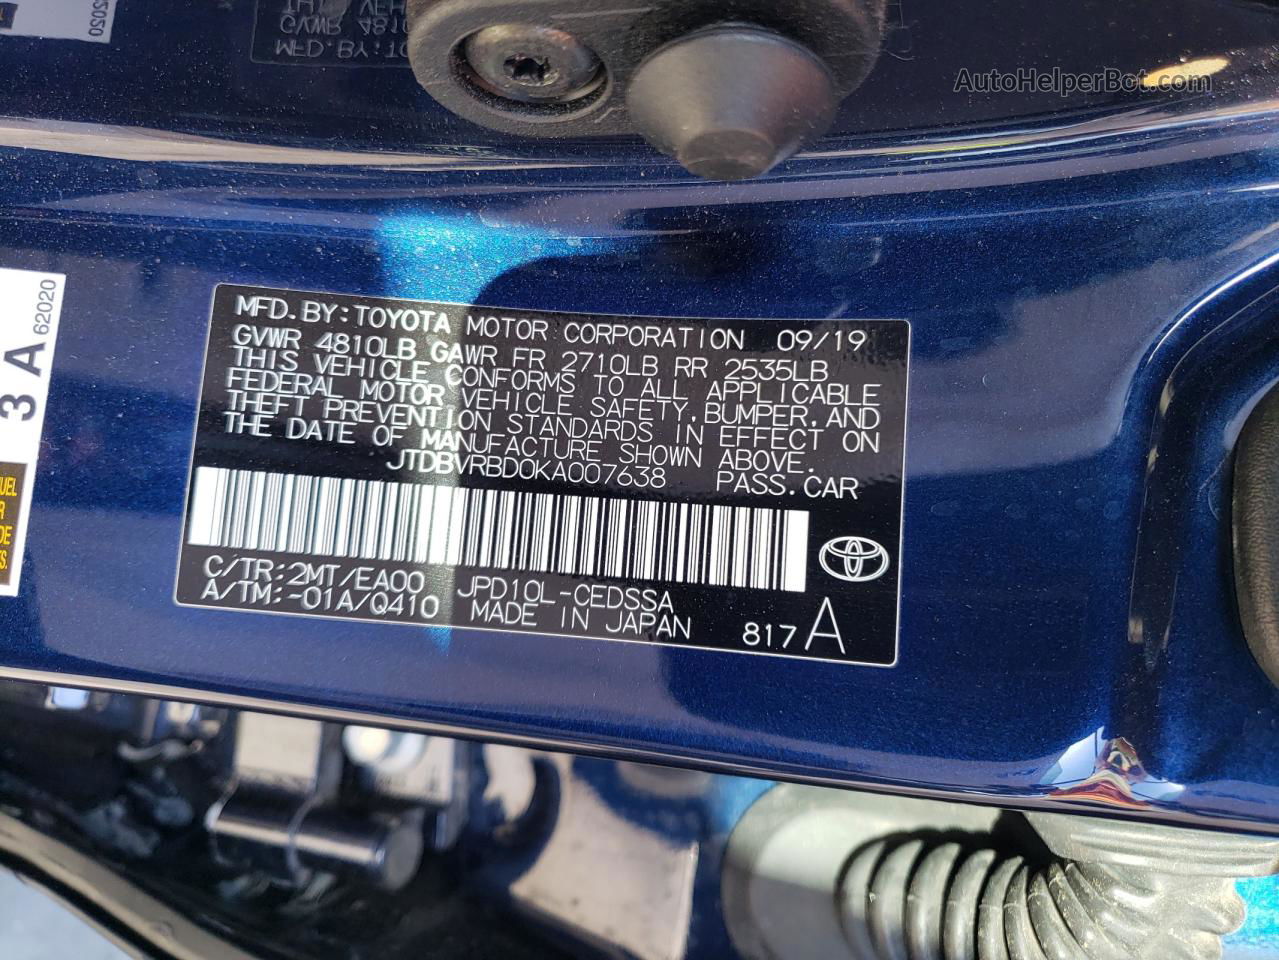 AutoHelperBot.com
MFD.BY:TOYOTA MOTOR CORPORATION 09/19
GVWR 4810LB GAWR FR 2710LB RR 2535LB
THIS VEHICLE CONFORMS TO ALL APPLICABLE
FEDERAL MOTOR VEHICLE SAFETY,BUMPER,AND
THEFT PREVENTION STANDARDS IN EFFECT ON
THE DATE OF MANUFACTURE SHOWN ABOVE.
JTDBVRBD0KA007638 PASS.CAR
C/TR:2MT/EA00 JPD10L-CEDSSA
A/TM:-01A/Q410 MADE IN JAPAN 817A
3 A 62020